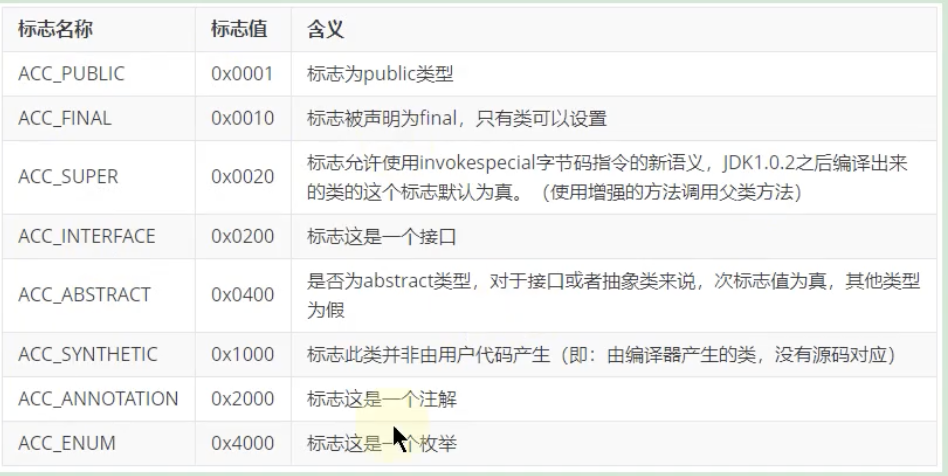 标志名称 标志值 含义
ACC_PUBLIC 0x0001 标志为public类型
ACC_FINAL 0x0010 标志被声明为final，只有类可以设置
ACC_SUPER 0x0020 标志允许使用invokespecial字节码指令的新语义，JDK1.0.2之后编译出来
的类的这个标志默认为真。（使用增强的方法调用父类方法）
ACC_INTERFACE 0x0200 标志这是一个接口
ACC_ABSTRACT 0x0400 是否为abstract类型，对于接口或者抽象类来说，次标志值为真，其他类型
为假
ACC_SYNTHETIC 0x1000 标志此类并非由用户代码产生（即：由编译器产生的类，没有源码对应）
ACC_ANNOTATION 0x2000 标志这是一个注解
ACC_ENUM 0x4000 标志这是一个枚举